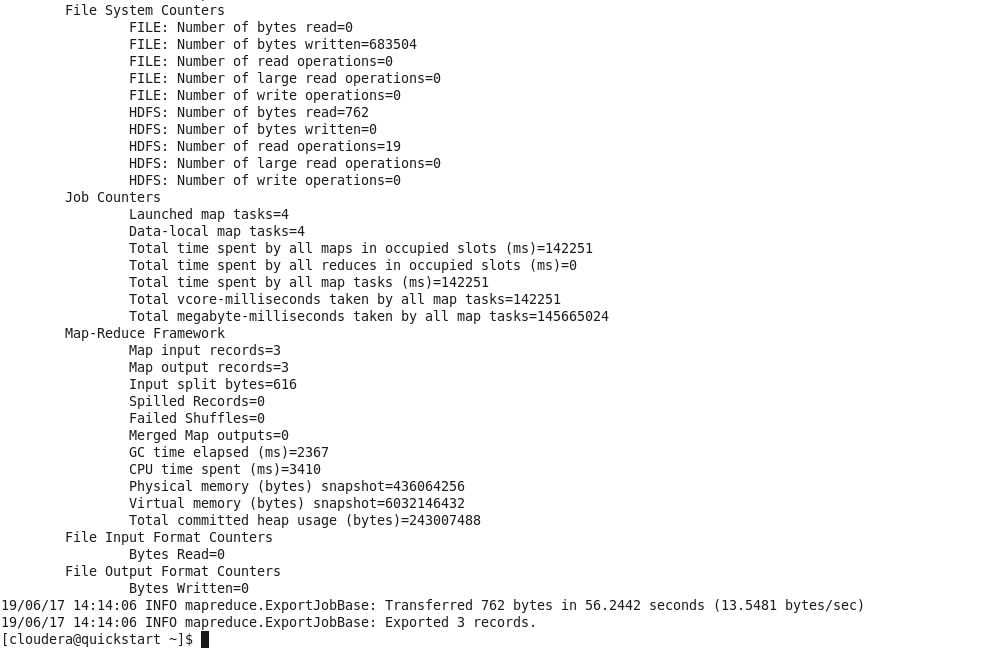 File System Counters
FILE: Number of bytes read=0
FILE: Number of bytes written=683504
FILE: Number of read operations=0
FILE: Number of large read operations=0
FILE: Number of write operations=0
HDFS: Number of bytes read=762
HDFS: Number of bytes written=0
HDFS: Number of read operations=19
HDFS: Number of large read operations=0
HDFS: Number of write operations=0
Job Counters
Launched map tasks=4
Data-local map tasks=4
Total time spent by all maps in occupied slots (ms)=142251
Total time spent by all reduces in occupied slots (ms)=0
Total time spent by all map tasks (ms)=142251
Total vcore-milliseconds taken by all map tasks=142251
Total megabyte-milliseconds taken by all map tasks=145665024
Map-Reduce Framework
Map input records=3
Map output records=3
Input split bytes=616
Spilled Records=0
Failed Shuffles=0
Merged Map outputs=0
GC time elapsed (ms)=2367
CPU time spent (ms)=3410
Physical memory (bytes) snapshot=436064256
Virtual memory (bytes) snapshot=6032146432
Total committed heap usage (bytes)=243007488
File Input Format Counters
Bytes Read=0
File Output Format Counters
Bytes Written=0
19/06/17 14:14:06 INFO mapreduce.ExportJobBase: Transferred 762 bytes in 56.2442 seconds (13.5481 bytes/sec)
19/06/17 14:14:06 INFO mapreduce.ExportJobBase: Exported 3 records.
[cloudera@quickstart ~]$